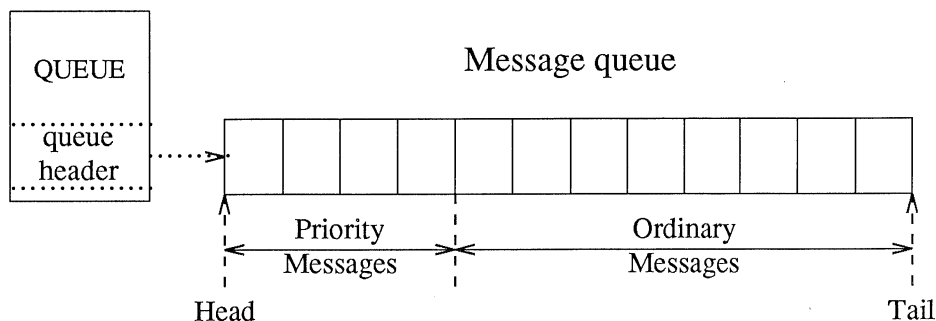 QUEUE
queue
header
Message queue
Priority
Messages
Ordinary
Messages
Head
Tail